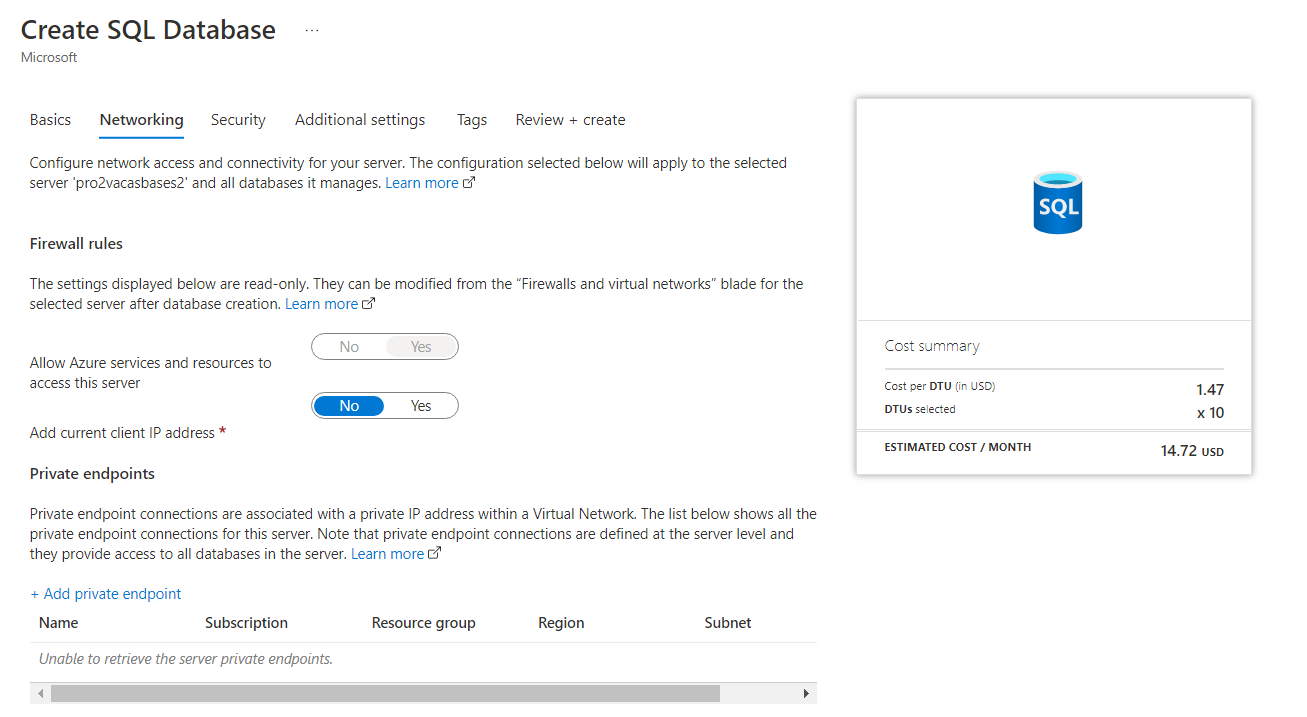 Create SQL Database ...
Microsoft
Basics Networking Security Additional settings Tags Review + create
Configure network access and connectivity for your server. The configuration selected below will apply to the selected
server 'pro2vacasbases2' and all databases it manages. Learn more
Firewall rules
The settings displayed below are read-only. They can be modified from the “Firewalls and virtual networks” blade for the
selected server after database creation. Learn more
Allow Azure services and resources to
access this server
No Yes
No Yes
Add current client IP address *
Private endpoints
Private endpoint connections are associated with a private IP address within a Virtual Network. The list below shows all the
private endpoint connections for this server. Note that private endpoint connections are defined at the server level and
they provide access to all databases in the server. Learn more
+ Add private endpoint
Name Subscription Resource group Region Subnet
Unable to retrieve the server private endpoints.
SQL
Cost summary
Cost per DTU (in USD) 1.47
DTUs selected x 10
ESTIMATED COST / MONTH 14.72 USD